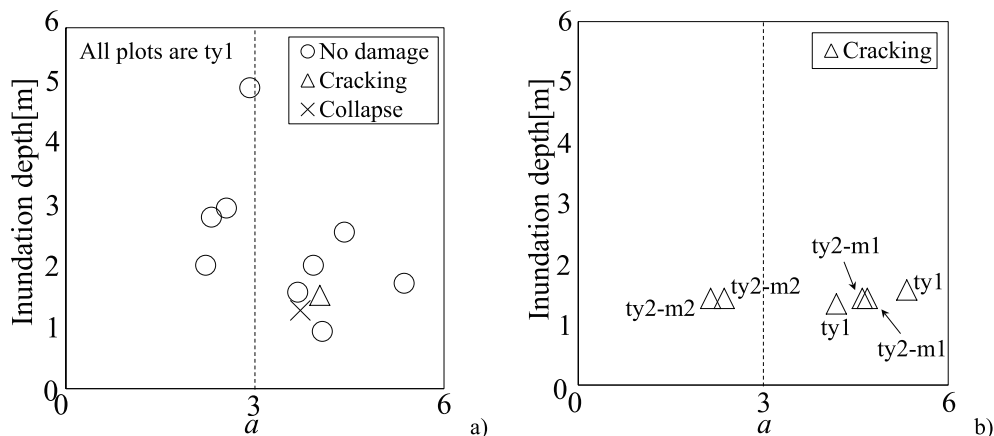 All plots are ty1
No damage
Cracking
Collapse
Inundation depth[m]
6
5
4
3
2
1
0
0
3
6
a
a)
Cracking
Inundation depth[m]
6
5
4
3
2
1
0
ty2-m1
ty2-m2
ty2-m2
ty1
ty1
ty2-m1
0
3
6
a
b)